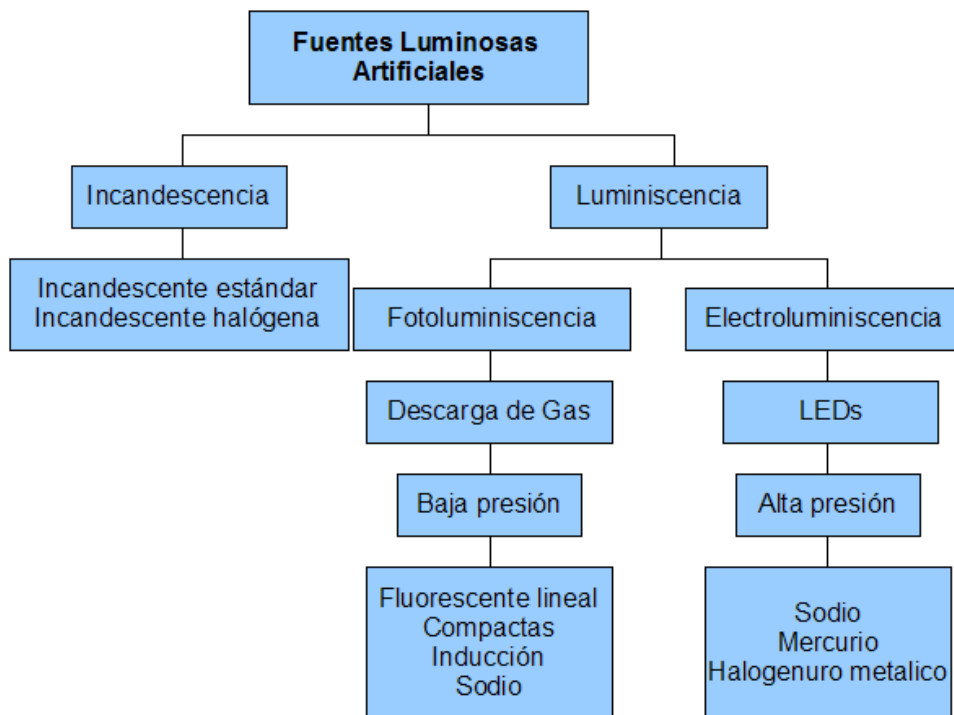 Fuentes Luminosas
Artificiales
Incandescencia
Luminiscencia
Incandescente estándar
Incandescente halógena
Fotoluminiscencia
Electroluminiscencia
Descarga de Gas
LEDs
Baja presión
Alta presión
Fluorescente lineal
Compactas
Inducción
Sodio
Sodio
Mercurio
Halogenuro metalico